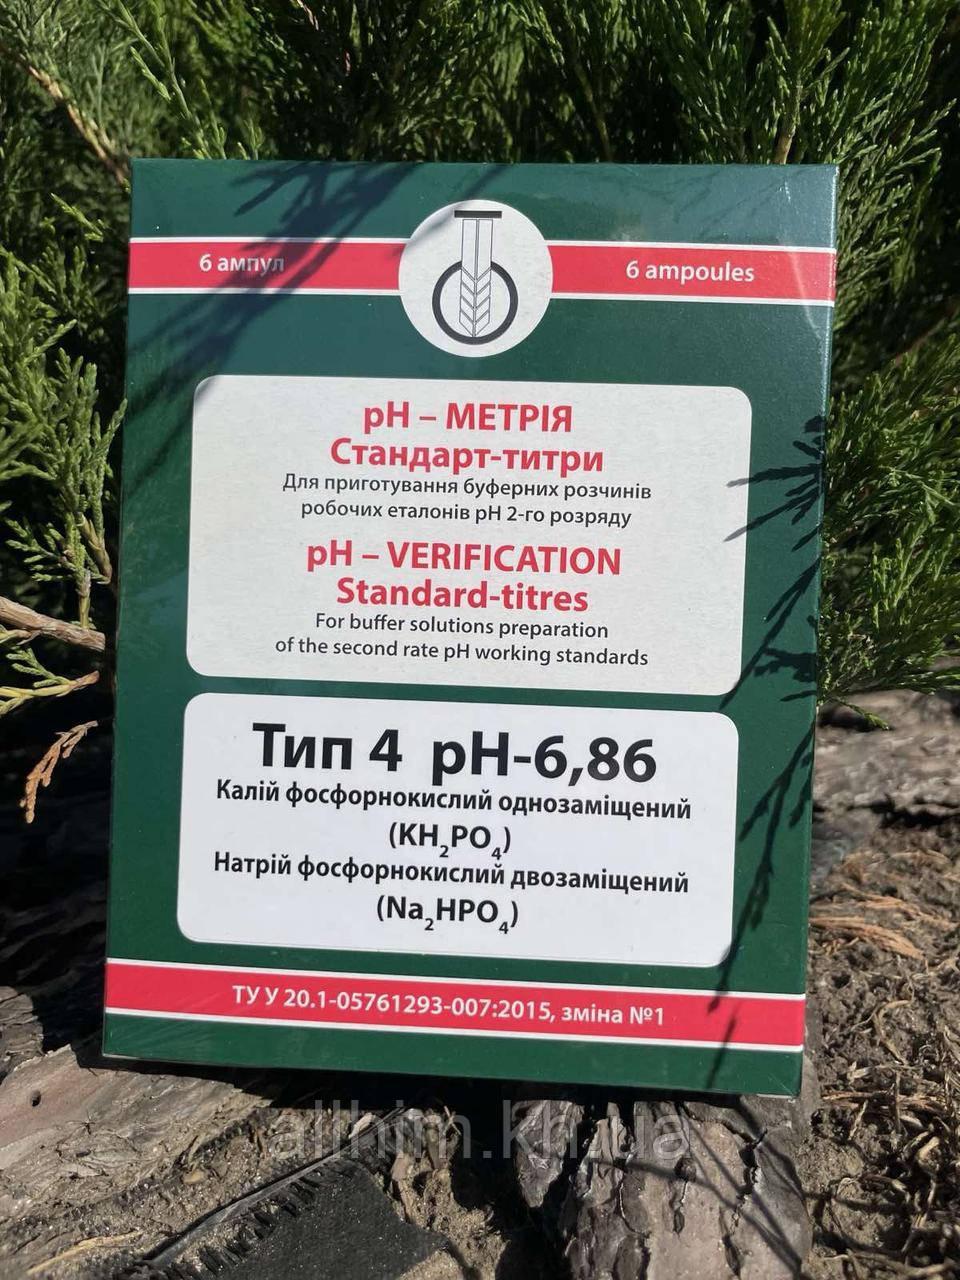 6 ампул
6 ampoules
pH – МЕТРІЯ
Стандарт-титри
Для приготування буферних розчинів
робочих еталонів pH 2-го розряду
pH – VERIFICATION
Standard-titres
For buffer solutions preparation
of the second rate pH working standards
Тип 4 pH-6,86
Калій фосфорнокислий однозаміщений
(KH₂PO₄)
Натрій фосфорнокислий двозаміщений
(Na₂HPO₄)
ТУ У 20.1-05761293-007:2015, зміна №1
allhim.kh.ua